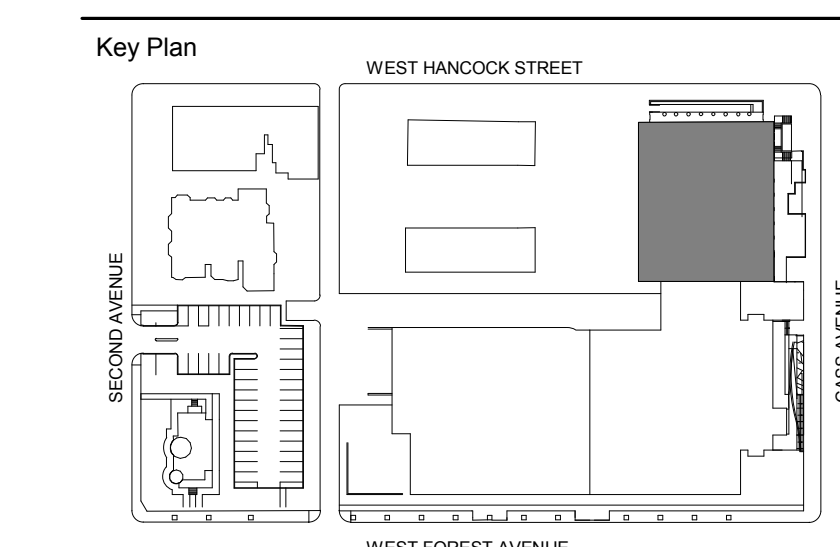 Key Plan
WEST HANCOCK STREET
SECOND AVENUE
CASS AVENUE
WEST FOREST AVENUE